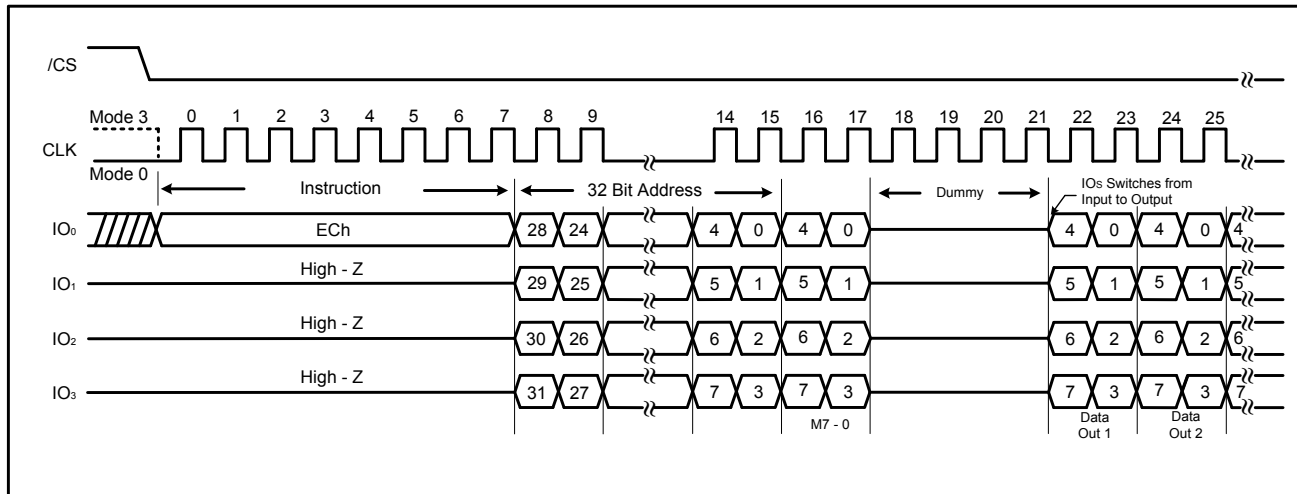 /CS
Mode 3 0 1 2 3 4 5 6 7 8 9 14 15 16 17 18 19 20 21 22 23 24 25
CLK
Mode 0
Instruction 32 Bit Address Dummy IOs Switches from
Input to Output
IO0 ECh 28 24 4 0 4 0 4 0 4 0 4
High - Z
IO1 29 25 5 1 5 1 5 1 5 1 5
High - Z
IO2 30 26 6 2 6 2 6 2 6 2 6
High - Z
IO3 31 27 7 3 7 3 7 3 7 3 7
M7 - 0 Data Data
Out 1 Out 2